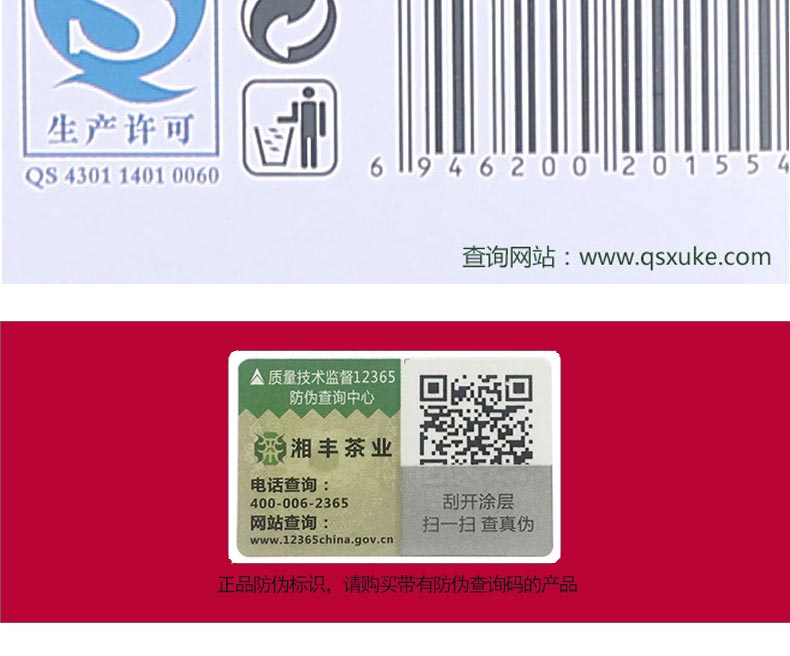 生产许可
QS 4301 1401 0060
6 946200 201554
查询网站：www.qsxuke.com
质量技术监督12365
防伪查询中心
湘丰茶业
电话查询：
400-006-2365
网站查询：
www.12365china.gov.cn
刮开涂层
扫一扫 查真伪
正品防伪标识，请购买带有防伪查询码的产品